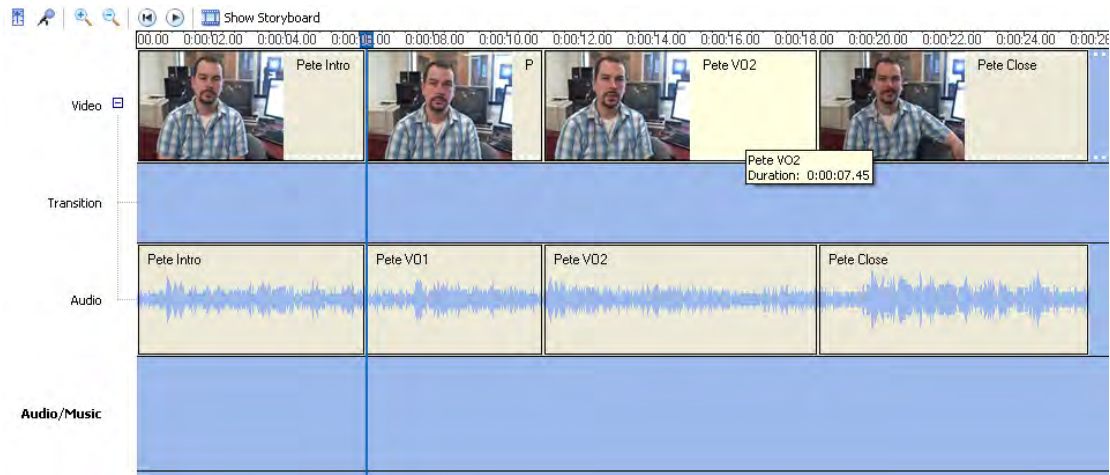 Show Storyboard
00.00 0:00:02.00 0:00:04.00 0:00:08.00 0:00:10.00 0:00:12.00 0:00:14.00 0:00:16.00 0:00:18.00 0:00:20.00 0:00:22.00 0:00:24.00
Pete Intro P Pete VO2 Pete Close
Video
Pete VO2
Duration: 0:00:07.45
Transition
Pete Intro Pete VO1 Pete VO2 Pete Close
Audio
Audio/Music